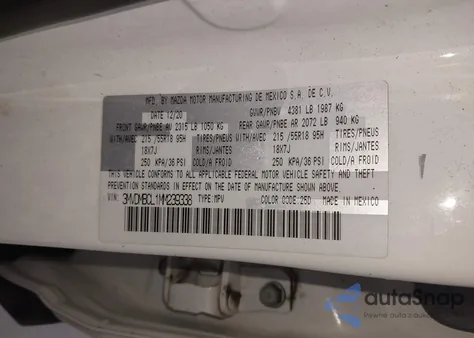 MFD. BY MAZDA MOTOR MANUFACTURING DE MEXICO S.A. DE C.V.
DATE 12/20 GVWR/PNBV 4381 LB 1987 KG
FRONT GAWR/PNBE AV 2315 LB 1050 KG REAR GAWR/PNBE AR 2072 LB 940 KG
WITH/AVEC 215/55R18 95H TIRES/PNEUS WITH/AVEC 215/55R18 95H TIRES/PNEUS
18X7J RIMS/JANTES 18X7J RIMS/JANTES
250 KPA/36 PSI COLD/A FROID 250 KPA/36 PSI COLD/A FROID
THIS VEHICLE CONFORMS TO ALL APPLICABLE FEDERAL MOTOR VEHICLE SAFETY AND THEFT
PREVENTION STANDARDS IN EFFECT ON THE DATE OF MANUFACTURE SHOWN ABOVE.
VIN: 3MVDMBCL1MM239338 TYPE:MPV COLOR CODE:25D MADE IN MEXICO
autaSnap